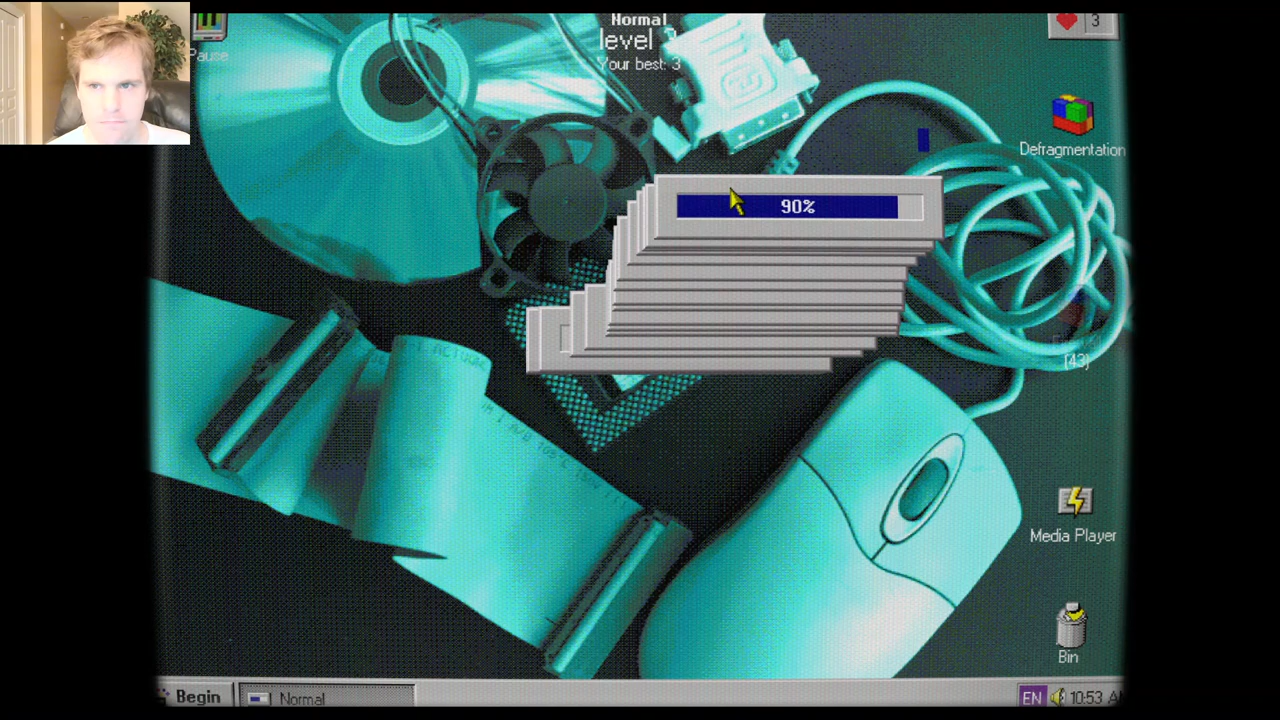 Normal
level
Your best: 3
Pause
3
90%
Defragmentation
(43)
Media Player
Bin
Begin
Normal
EN
10:53 A